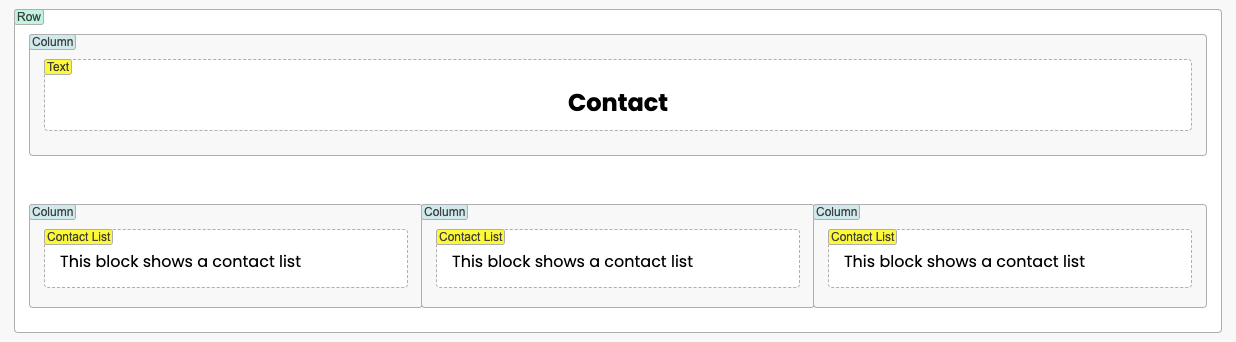 Row
Column
Text
Contact
Column
Contact List
This block shows a contact list
Column
Contact List
This block shows a contact list
Column
Contact List
This block shows a contact list